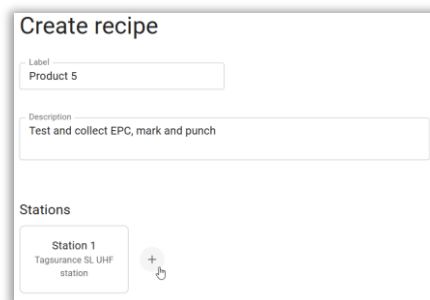 Create recipe
Label
Product 5
Description
Test and collect EPC, mark and punch
Stations
Station 1
Tagsurance SL UHF
station
+